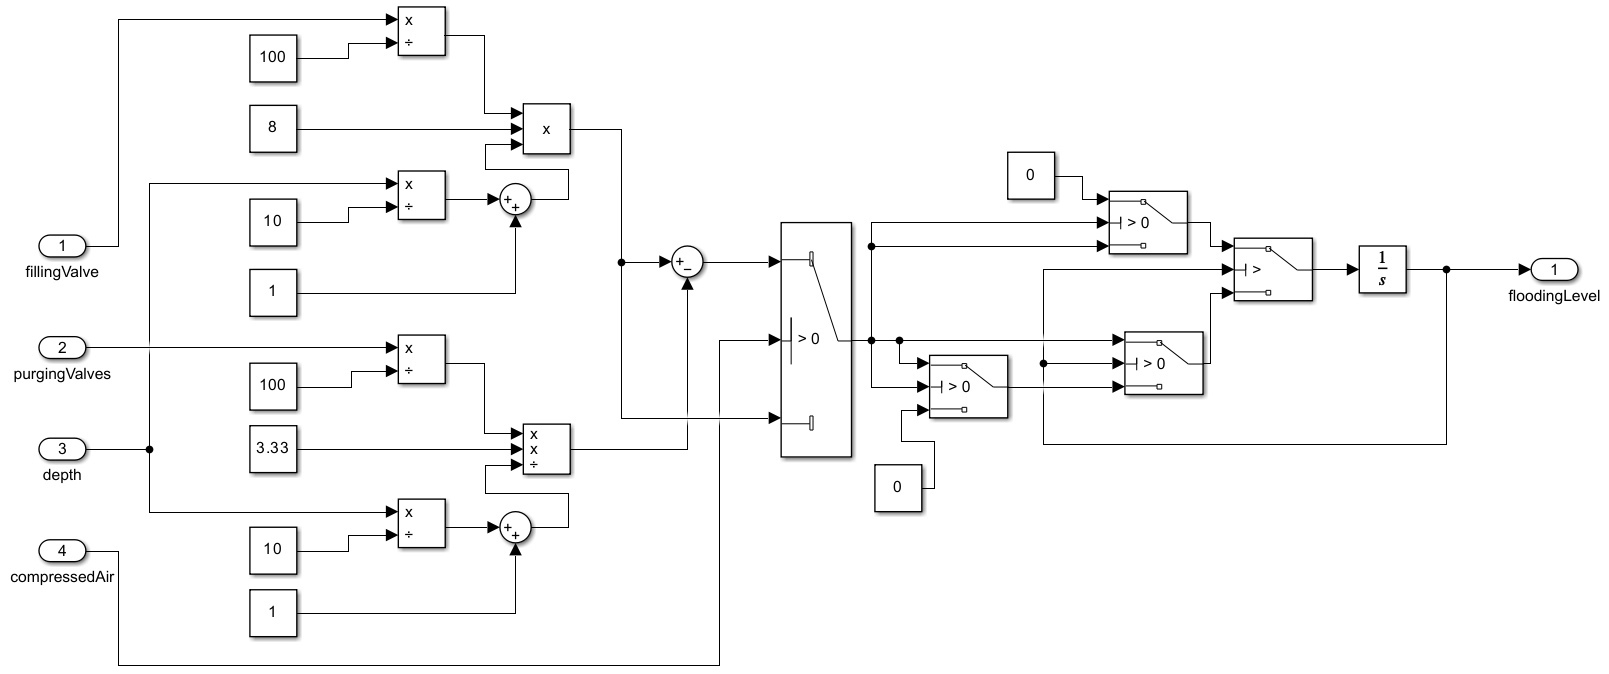 x
÷
100
8
x
x
÷
10
+
+
1
1
fillingValve
2
purgingValves
x
÷
100
3.33
x
x
÷
3
depth
x
÷
10
+
+
4
compressedAir
1
+
−
> 0
0
> 0
>
> 0
> 0
0
1
s
1
floodingLevel